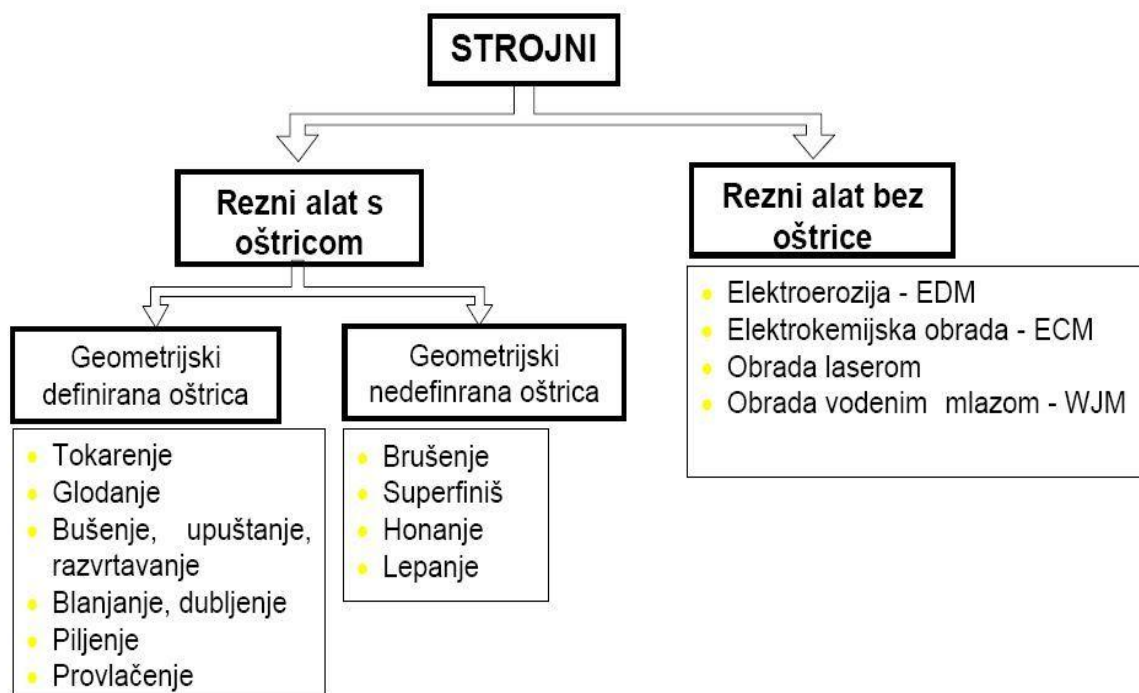 STROJNI
Rezni alat s
oštricom
Rezni alat bez
oštrice
Geometrijski
definirana oštrica
Geometrijski
nedefinrana oštrica
Elektroerozija - EDM
Elektrokemijska obrada - ECM
Obrada laserom
Obrada vodenim mlazom - WJM
Tokarenje
Glodanje
Bušenje, upuštanje,
razvrtavanje
Blanjanje, dubljenje
Piljenje
Provlačenje
Brušenje
Superfiniš
Honanje
Lepanje